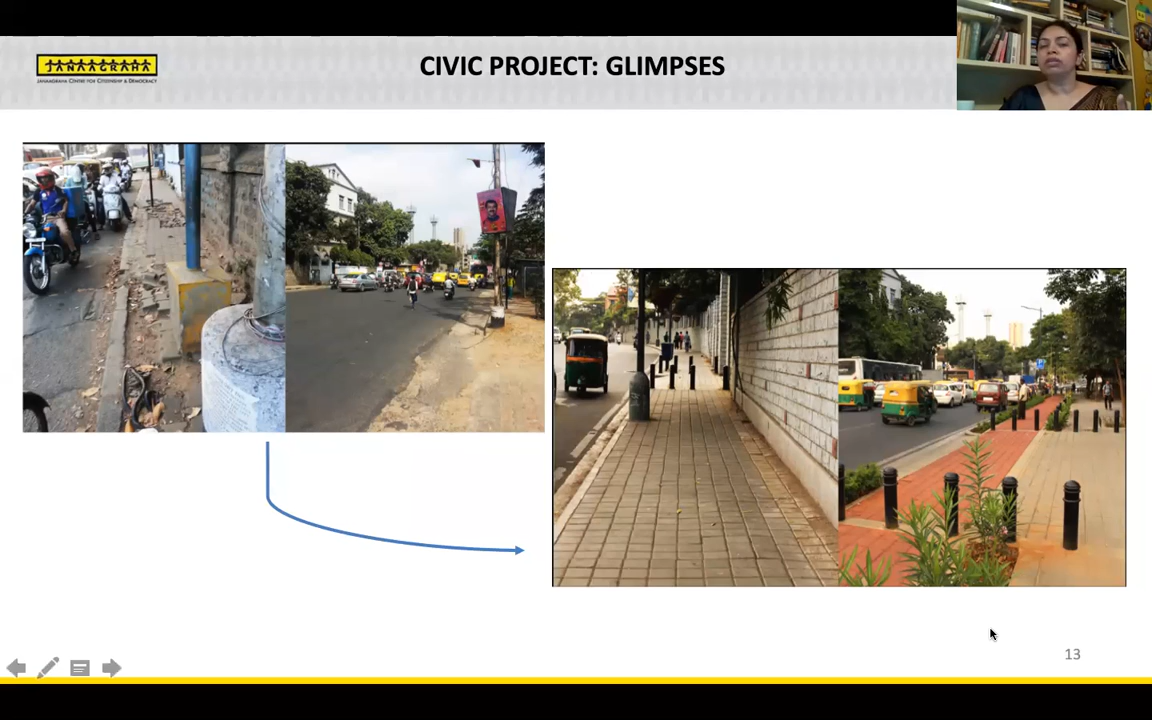 JANAAGRAHA
JANAAGRAHA CENTRE FOR CITIZENSHIP & DEMOCRACY
CIVIC PROJECT: GLIMPSES
13